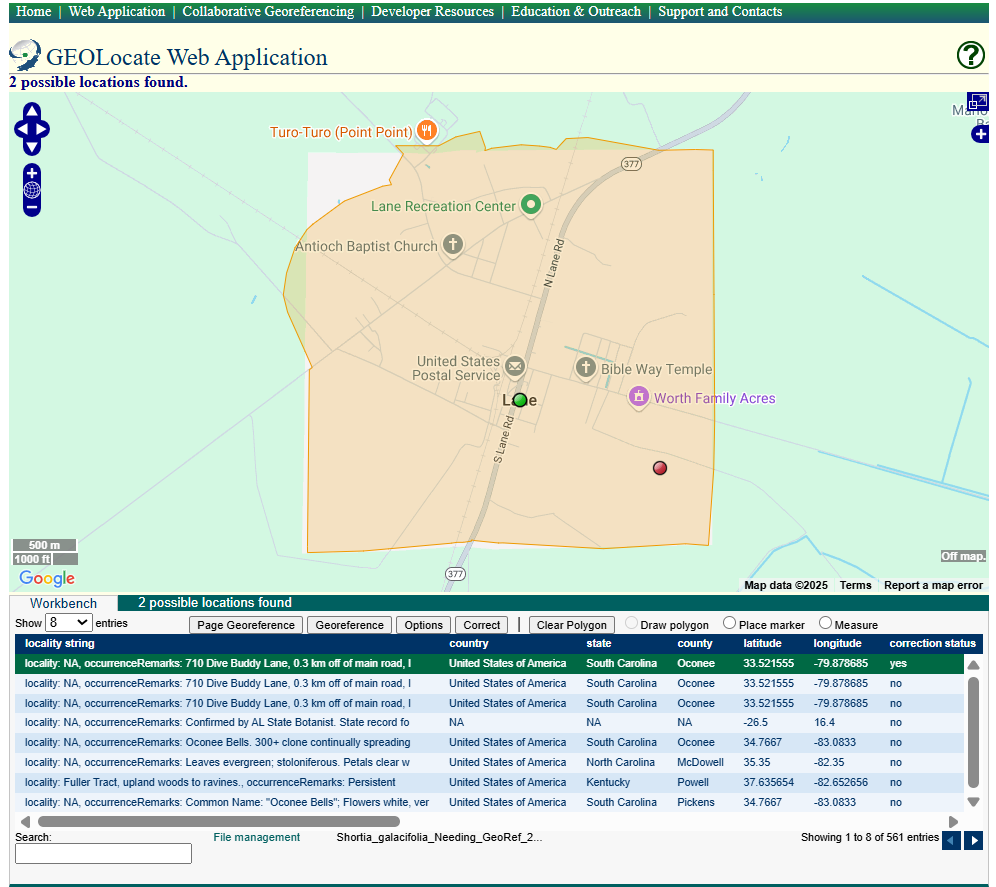 Home | Web Application | Collaborative Georeferencing | Developer Resources | Education & Outreach | Support and Contacts
GEOLocate Web Application
?
2 possible locations found.
Turo-Turo (Point Point)
377
Lane Recreation Center
Antioch Baptist Church
N Lane Rd
United States
Postal Service
Bible Way Temple
Worth Family Acres
S Lane Rd
377
500 m
1000 ft
Off map.
Google
Map data ©2025 Terms Report a map error
Workbench 2 possible locations found
Show 8 entries Page Georeference Georeference Options Correct | Clear Polygon Draw polygon Place marker Measure
locality string country state county latitude longitude correction status
locality: NA, occurrenceRemarks: 710 Dive Buddy Lane, 0.3 km off of main road, l United States of America South Carolina Oconee 33.521555 -79.878685 yes
locality: NA, occurrenceRemarks: 710 Dive Buddy Lane, 0.3 km off of main road, l United States of America South Carolina Oconee 33.521555 -79.878685 no
locality: NA, occurrenceRemarks: 710 Dive Buddy Lane, 0.3 km off of main road, l United States of America South Carolina Oconee 33.521555 -79.878685 no
locality: NA, occurrenceRemarks: Confirmed by AL State Botanist. State record fo NA NA NA -26.5 16.4 no
locality: NA, occurrenceRemarks: Oconee Bells. 300+ clone continually spreading United States of America South Carolina Oconee 34.7667 -83.0833 no
locality: NA, occurrenceRemarks: Leaves evergreen; stoloniferous. Petals clear w United States of America North Carolina McDowell 35.35 -82.35 no
locality: Fuller Tract, upland woods to ravines., occurrenceRemarks: Persistent United States of America Kentucky Powell 37.635654 -82.652656 no
locality: NA, occurrenceRemarks: Common Name: "Oconee Bells"; Flowers white, ver United States of America South Carolina Pickens 34.7667 -83.0833 no
Search: File management Shortia_galacifolia_Needing_GeoRef_2... Showing 1 to 8 of 561 entries